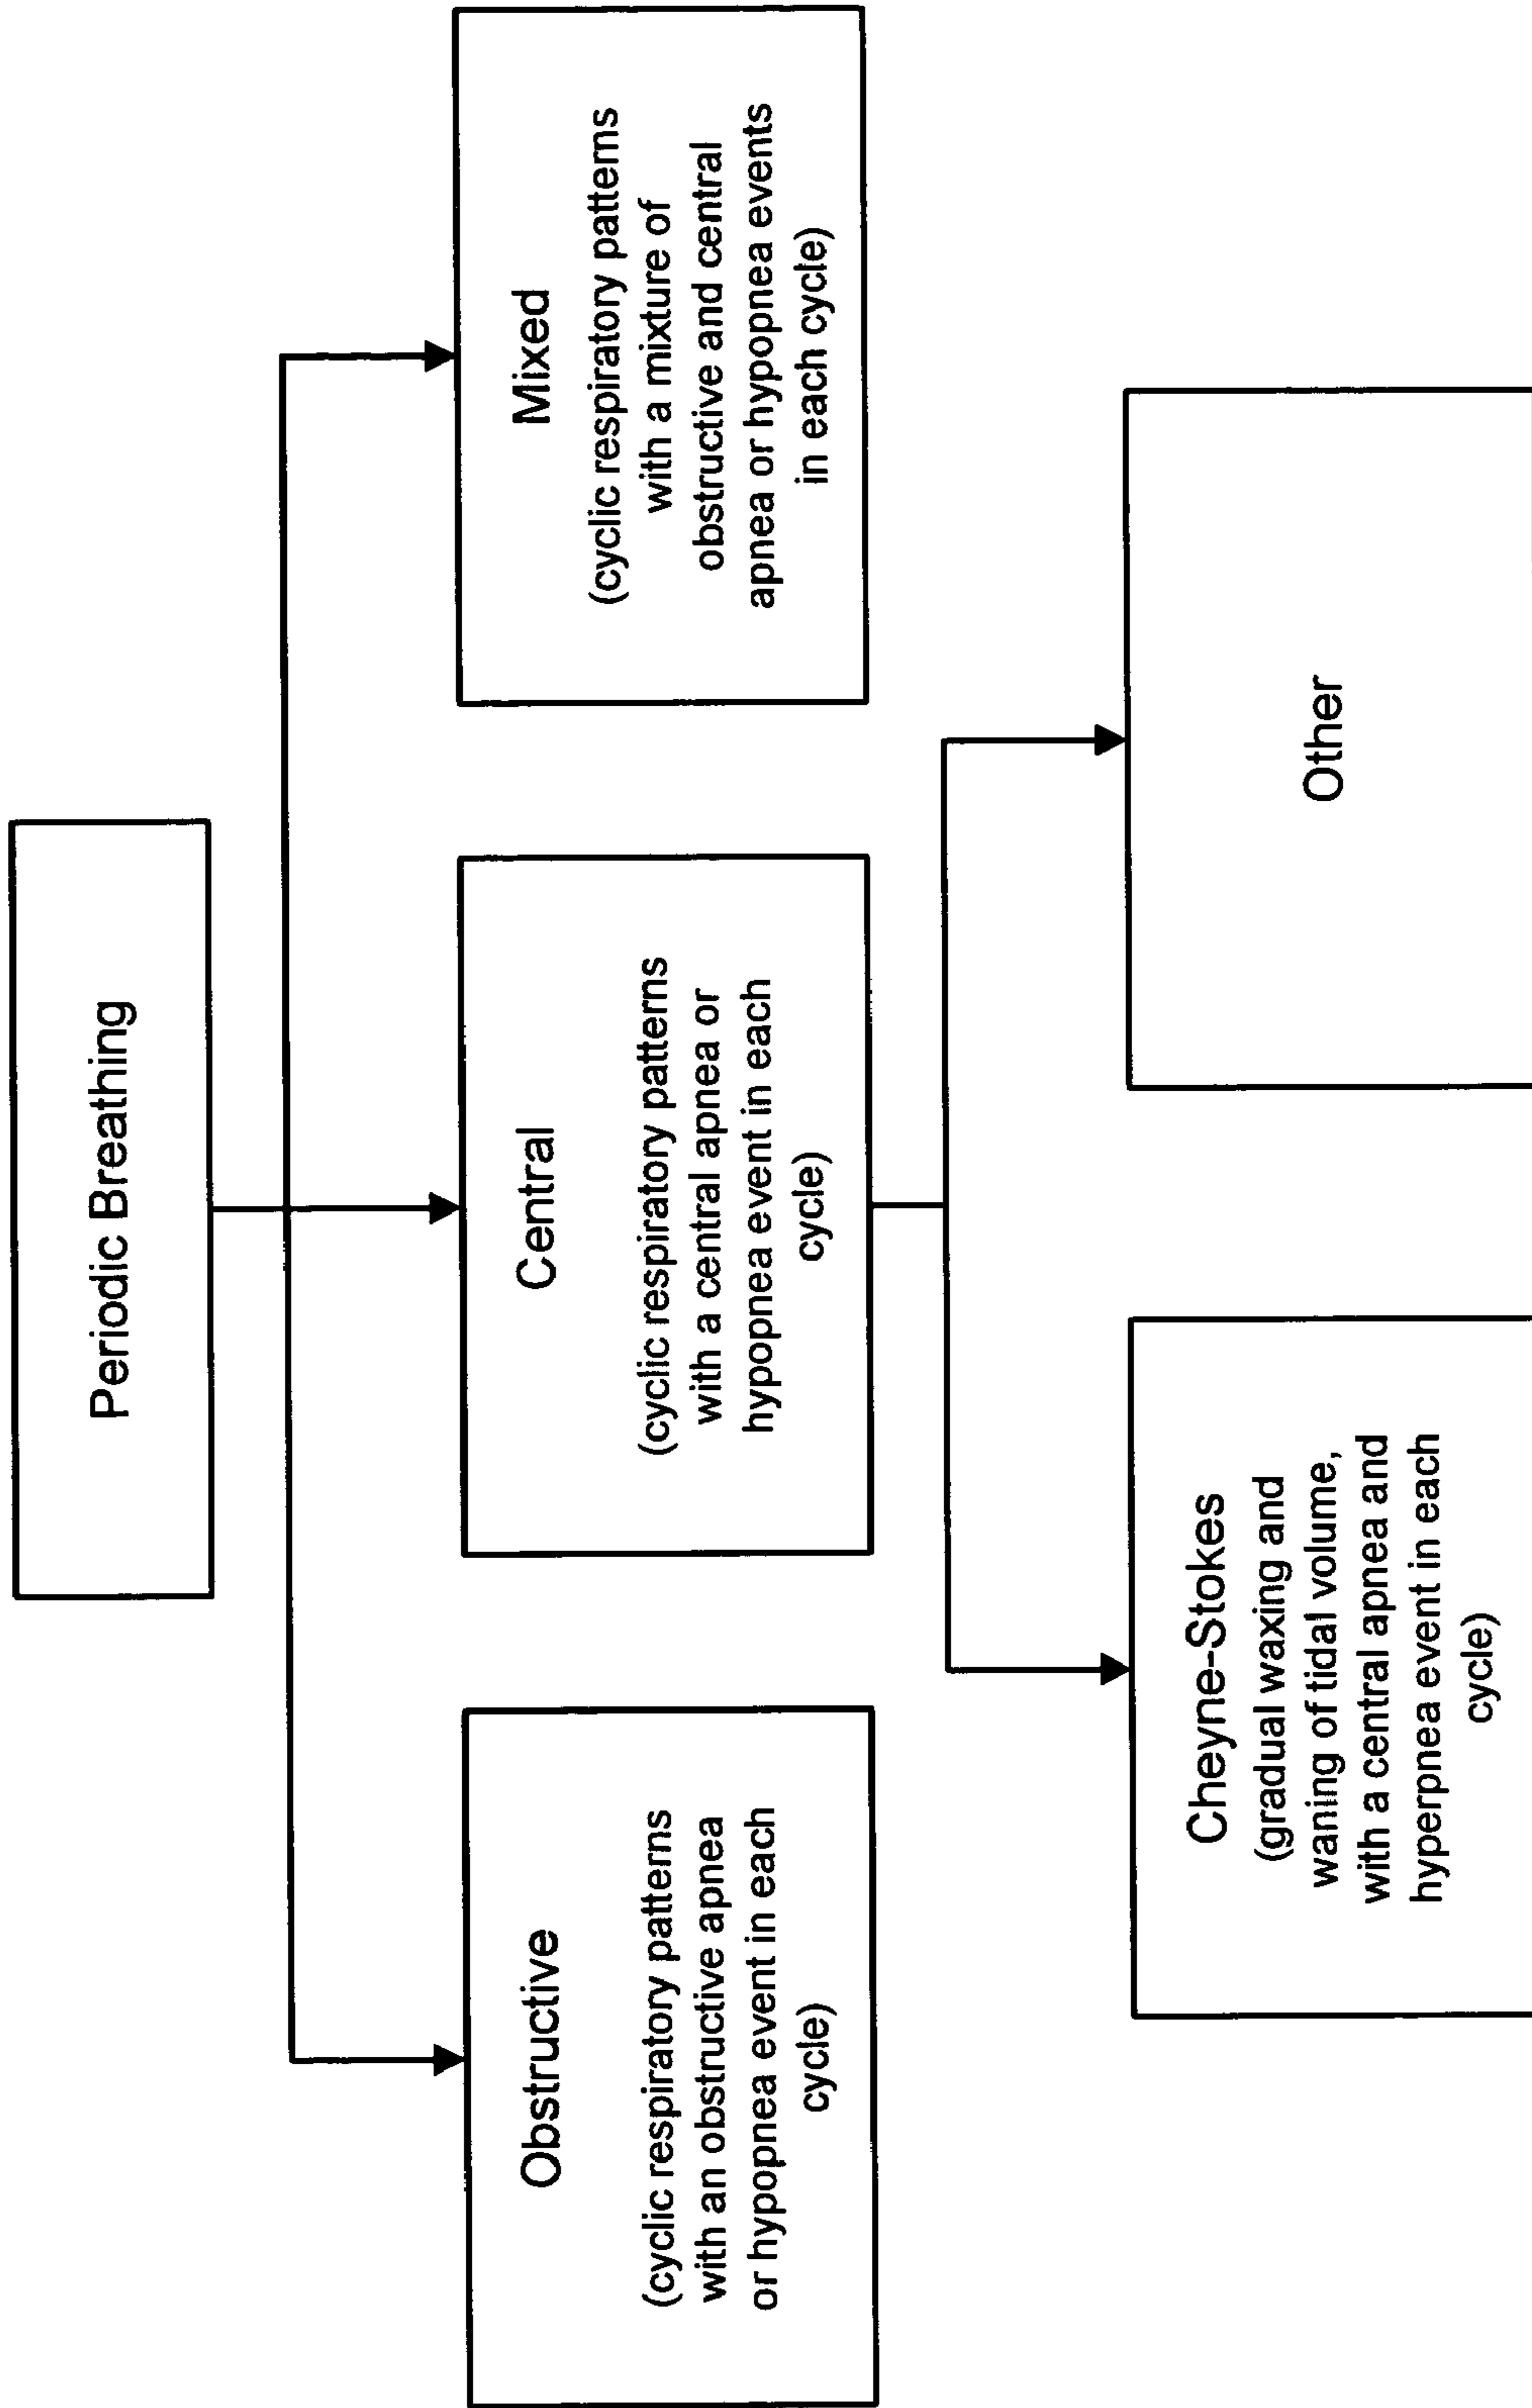 Periodic Breathing
Obstructive
(cyclic respiratory patterns
with an obstructive apnea
or hypopnea event in each
cycle)
Central
(cyclic respiratory patterns
with a central apnea or
hypopnea event in each
cycle)
Mixed
(cyclic respiratory patterns
with a mixture of
obstructive and central
apnea or hypopnea events
in each cycle)
Cheyne-Stokes
(gradual waxing and
waning of tidal volume,
with a central apnea and
hyperpnea event in each
cycle)
Other